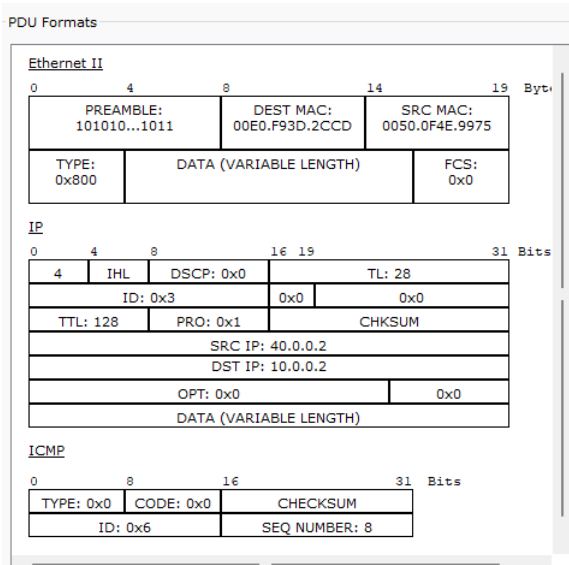 PDU Formats
Ethernet II
0 4 8 14 19 Byt
PREAMBLE: DEST MAC: SRC MAC:
101010...1011 00E0.F93D.2CCD 0050.0F4E.9975
TYPE: DATA (VARIABLE LENGTH) FCS:
0x800 0x0
IP
0 4 8 16 19 31 Bits
4 IHL DSCP: 0x0 TL: 28
ID: 0x3 0x0 0x0
TTL: 128 PRO: 0x1 CHKSUM
SRC IP: 40.0.0.2
DST IP: 10.0.0.2
OPT: 0x0 0x0
DATA (VARIABLE LENGTH)
ICMP
0 8 16 31 Bits
TYPE: 0x0 CODE: 0x0 CHECKSUM
ID: 0x6 SEQ NUMBER: 8